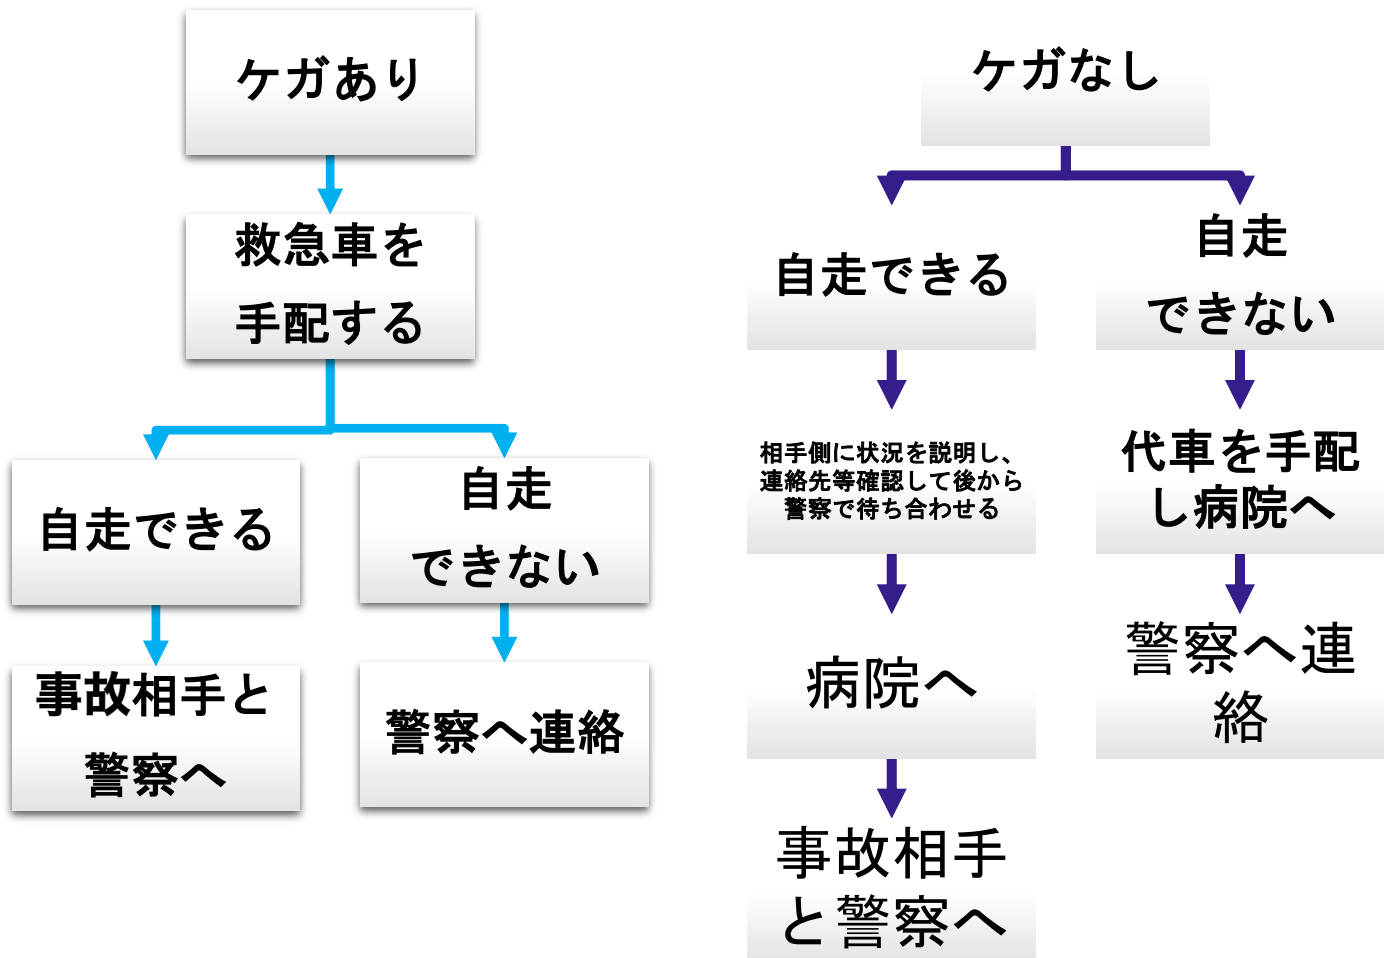 ケガあり
救急車を
手配する
自走できる
事故相手と
警察へ
自走
できない
警察へ連絡
ケガなし
自走できる
相手側に状況を説明し、
連絡先等確認して後から
警察で待ち合わせる
病院へ
事故相手
と警察へ
自走
できない
代車を手配
し病院へ
警察へ連
絡